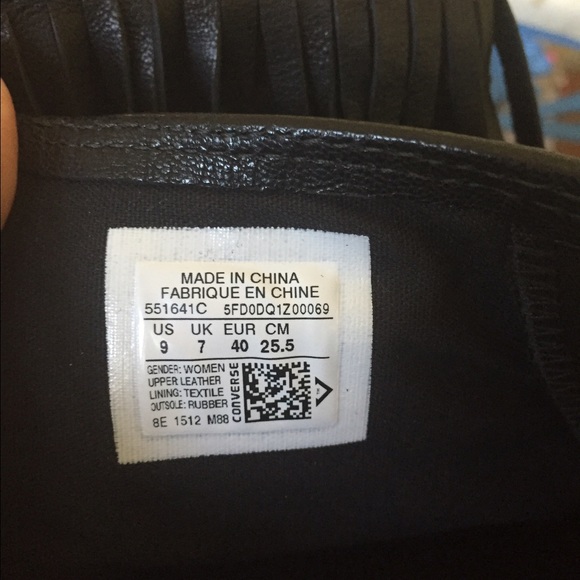 MADE IN CHINA
FABRIQUE EN CHINE
551641C 5FD0DQ1Z00069
US UK EUR CM
9 7 40 25.5
GENDER: WOMEN
UPPER LEATHER
LINING: TEXTILE
OUTSOLE: RUBBER
8E 1512 M88
CONVERSE